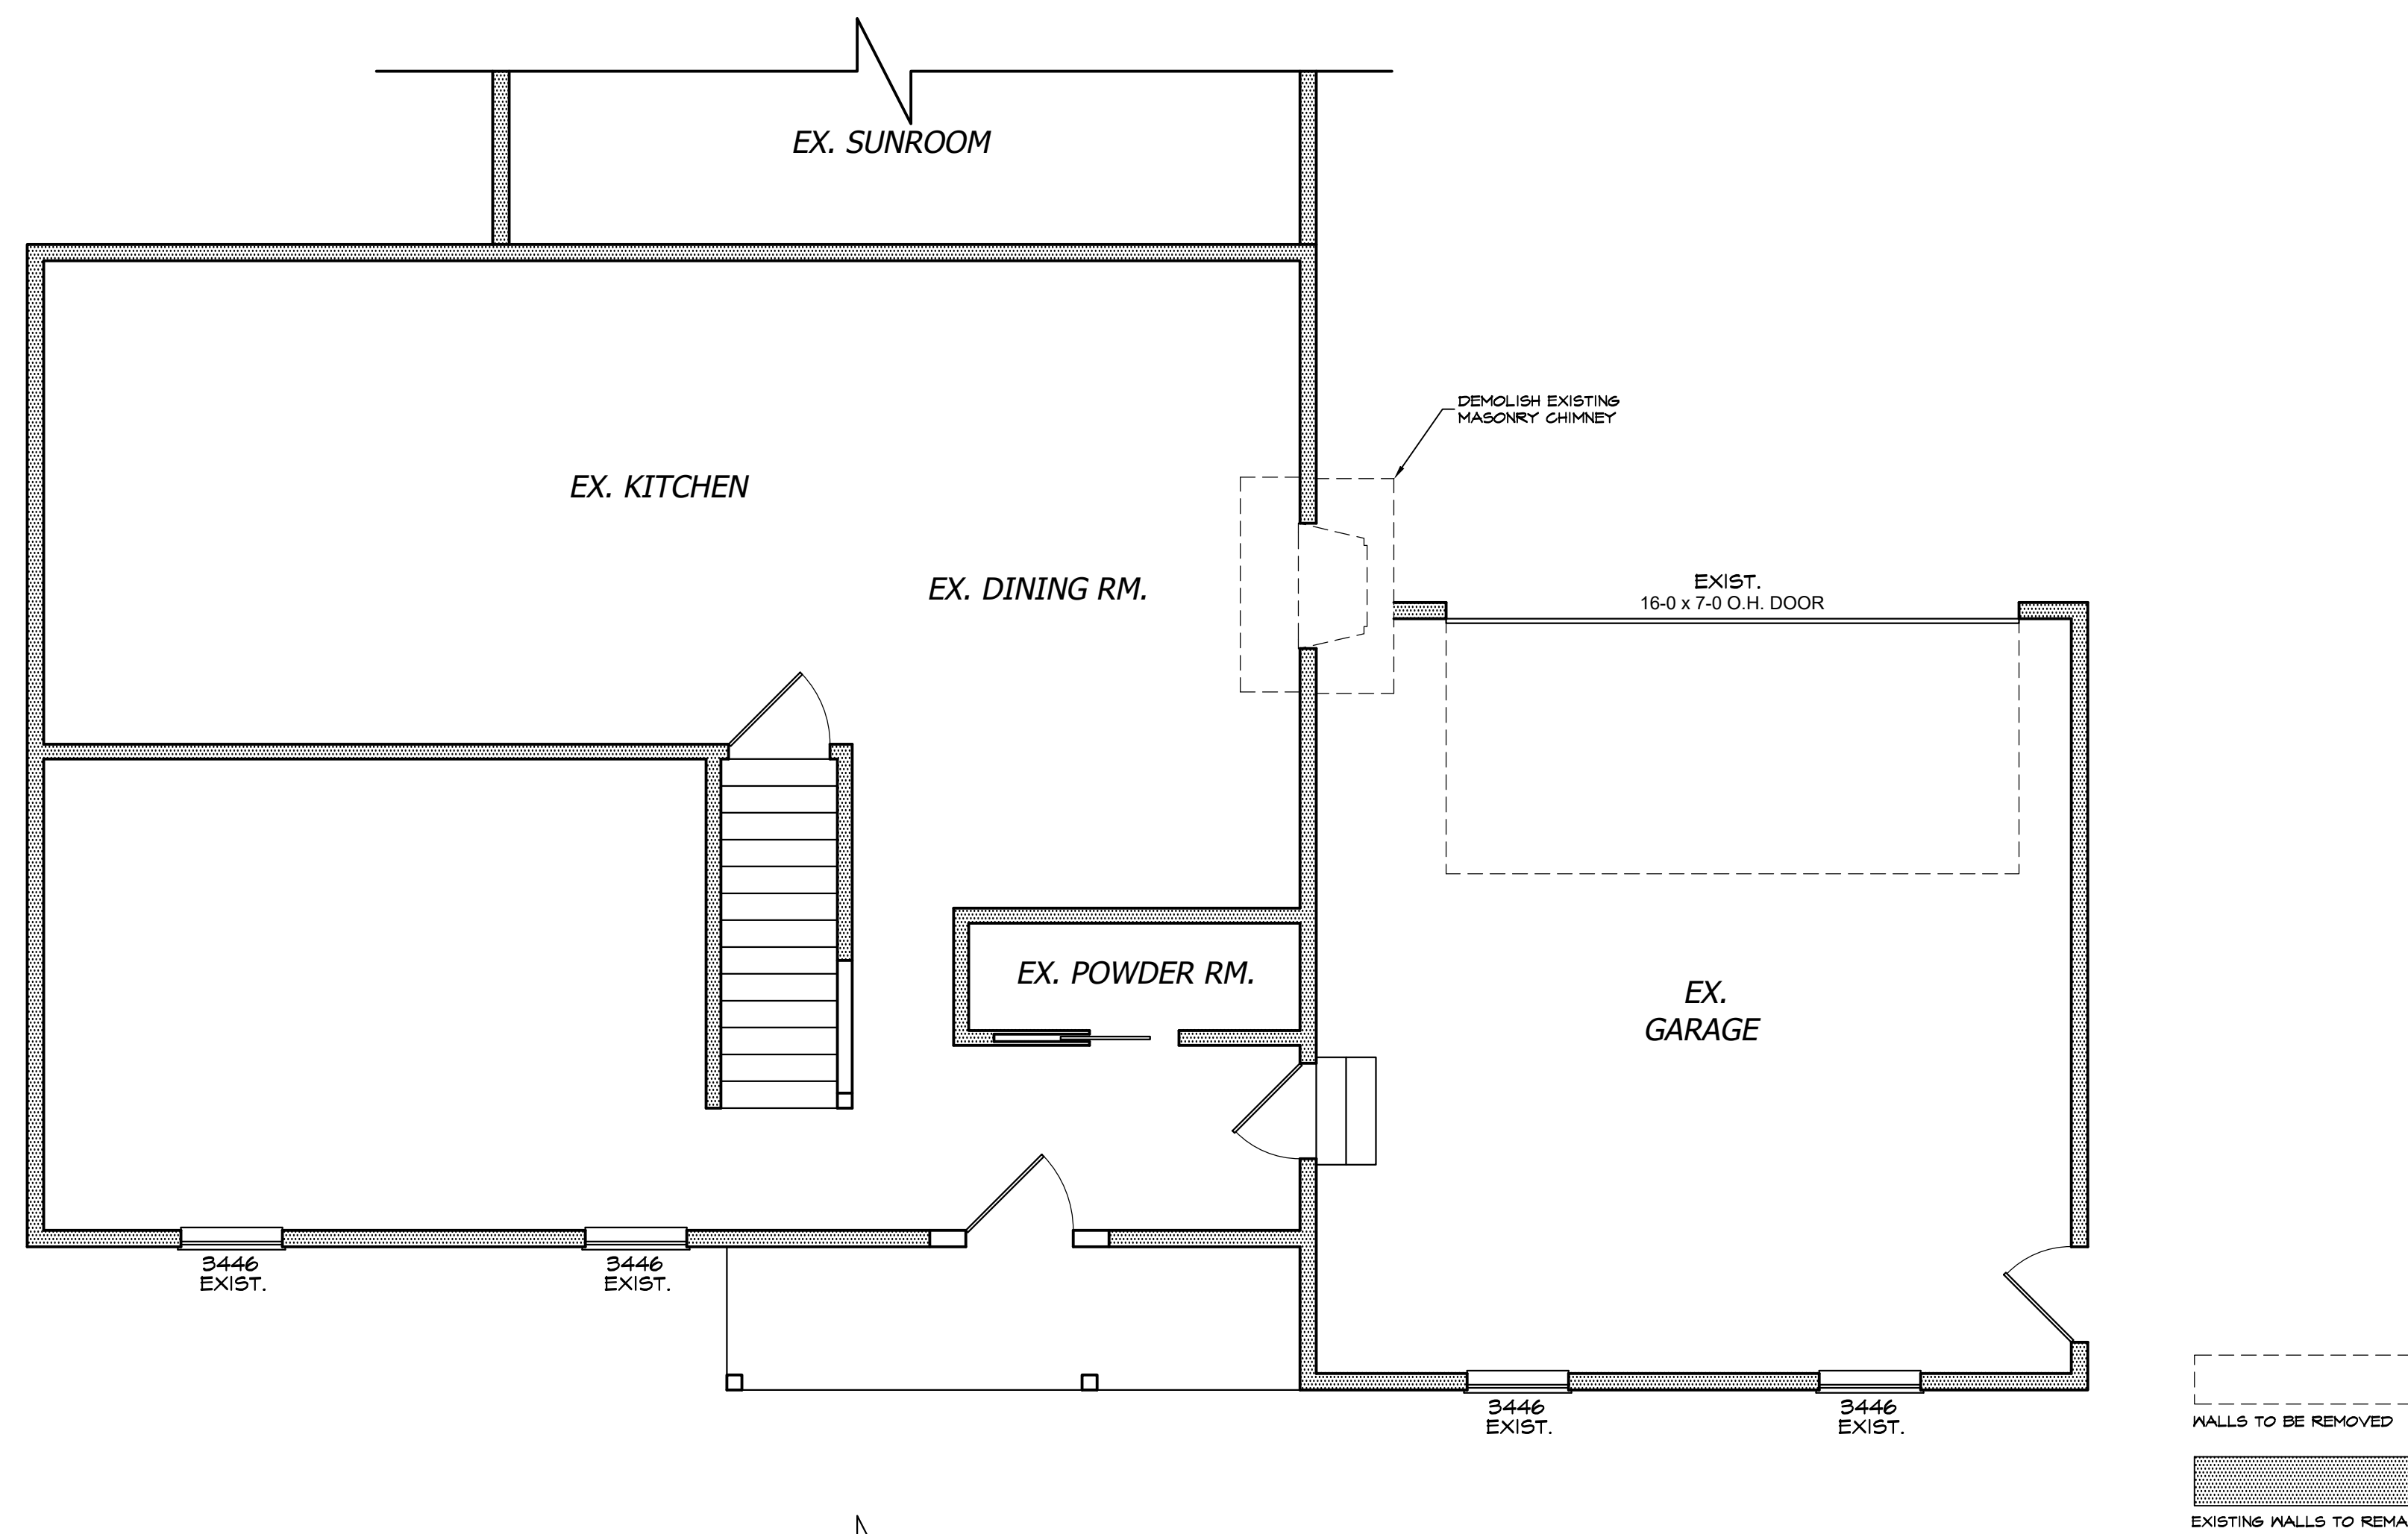 EX. SUNROOM
DEMOLISH EXISTING
MASONRY CHIMNEY
EX. KITCHEN
EX. DINING RM.
EXIST.
16-0 x 7-0 O.H. DOOR
EX. POWDER RM.
EX.
GARAGE
3446
EXIST.
3446
EXIST.
3446
EXIST.
3446
EXIST.
WALLS TO BE REMOVED
EXISTING WALLS TO